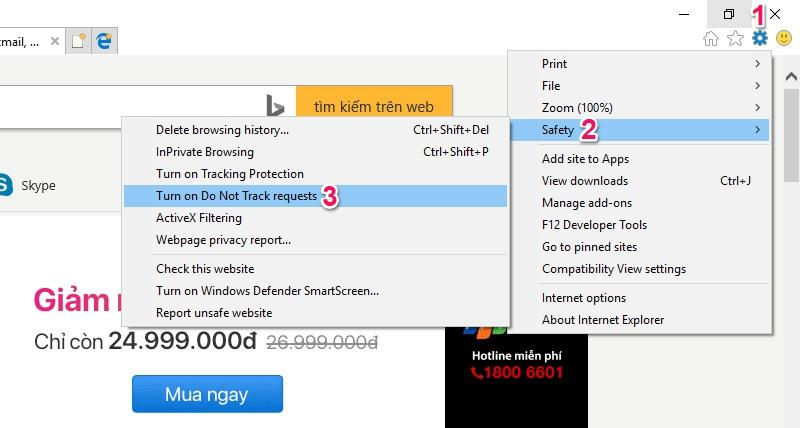 1
tmail, ...
tìm kiếm trên web
Skype
Print
File
Zoom (100%)
Safety 2
Add site to Apps
View downloads Ctrl+J
Manage add-ons
F12 Developer Tools
Go to pinned sites
Compatibility View settings
Internet options
About Internet Explorer
Delete browsing history... Ctrl+Shift+Del
InPrivate Browsing Ctrl+Shift+P
Turn on Tracking Protection
Turn on Do Not Track requests 3
ActiveX Filtering
Webpage privacy report...
Check this website
Turn on Windows Defender SmartScreen...
Report unsafe website
Giảm
Chỉ còn 24.999.000đ 26.999.000đ
Mua ngay
Hotline miễn phí
1800 6601